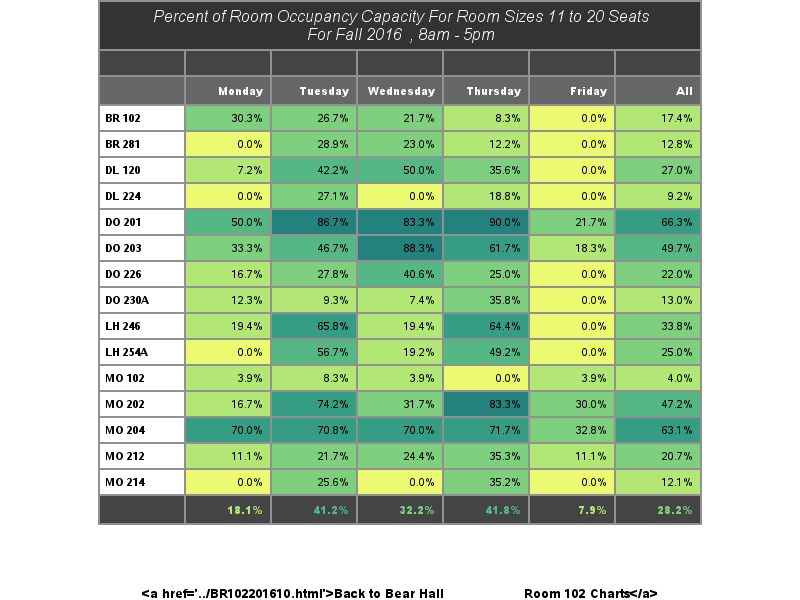 Percent of Room Occupancy Capacity For Room Sizes 11 to 20 Seats
For Fall 2016 , 8am - 5pm
Monday Tuesday Wednesday Thursday Friday All
BR 102 30.3% 26.7% 21.7% 8.3% 0.0% 17.4%
BR 281 0.0% 28.9% 23.0% 12.2% 0.0% 12.8%
DL 120 7.2% 42.2% 50.0% 35.6% 0.0% 27.0%
DL 224 0.0% 27.1% 0.0% 18.8% 0.0% 9.2%
DO 201 50.0% 86.7% 83.3% 90.0% 21.7% 66.3%
DO 203 33.3% 46.7% 88.3% 61.7% 18.3% 49.7%
DO 226 16.7% 27.8% 40.6% 25.0% 0.0% 22.0%
DO 230A 12.3% 9.3% 7.4% 35.8% 0.0% 13.0%
LH 246 19.4% 65.8% 19.4% 64.4% 0.0% 33.8%
LH 254A 0.0% 56.7% 19.2% 49.2% 0.0% 25.0%
MO 102 3.9% 8.3% 3.9% 0.0% 3.9% 4.0%
MO 202 16.7% 74.2% 31.7% 83.3% 30.0% 47.2%
MO 204 70.0% 70.8% 70.0% 71.7% 32.8% 63.1%
MO 212 11.1% 21.7% 24.4% 35.3% 11.1% 20.7%
MO 214 0.0% 25.6% 0.0% 35.2% 0.0% 12.1%
18.1% 41.2% 32.2% 41.8% 7.9% 28.2%
<a href='../BR102201610.html'>Back to Bear Hall Room 102 Charts</a>